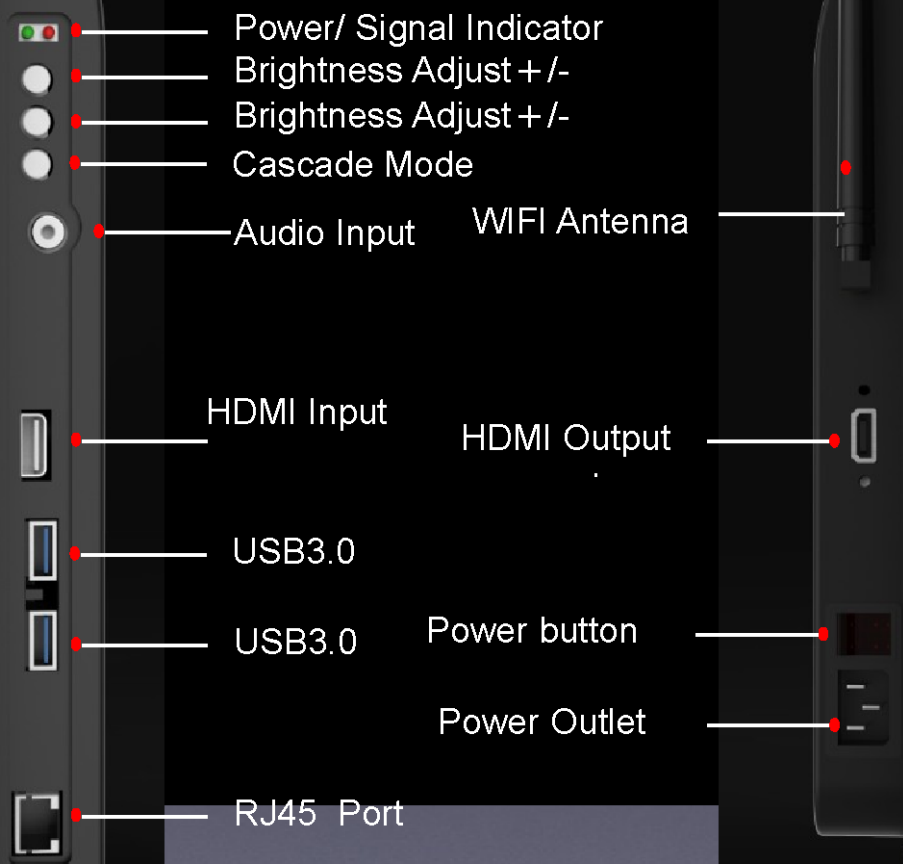 Power/ Signal Indicator
Brightness Adjust+/-
Brightness Adjust+/-
Cascade Mode
Audio Input
WIFI Antenna
HDMI Input
HDMI Output
.
USB3.0
USB3.0
Power button
Power Outlet
RJ45 Port